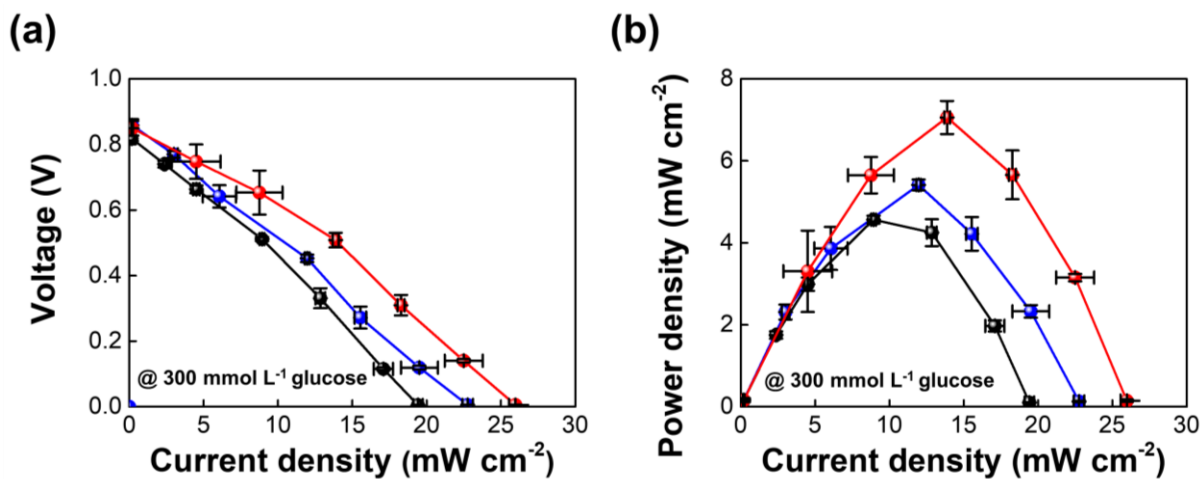 (a)
Voltage (V)
1.0
0.8
0.6
0.4
0.2
0.0
@ 300 mmol L⁻¹ glucose
0 5 10 15 20 25 30
Current density (mW cm⁻²)
(b)
Power density (mW cm⁻²)
8
6
4
2
0
@ 300 mmol L⁻¹ glucose
0 5 10 15 20 25 30
Current density (mW cm⁻²)